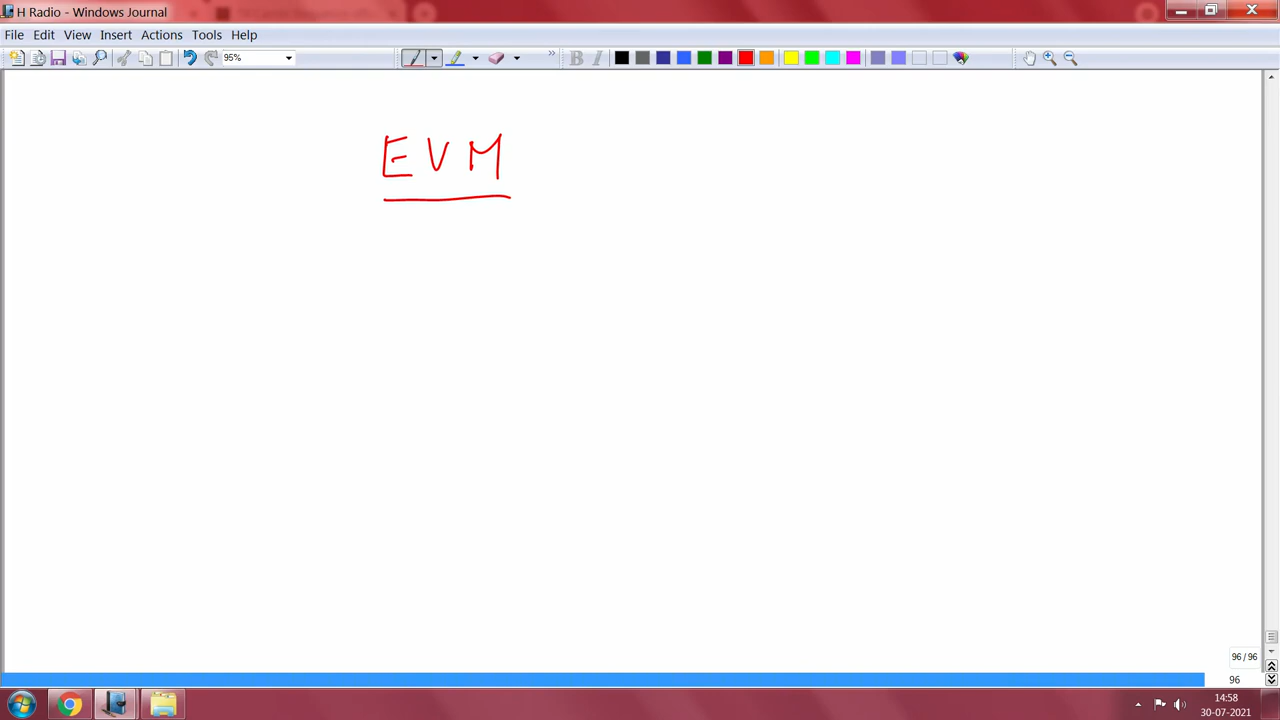 H Radio - Windows Journal
File Edit View Insert Actions Tools Help
95%
E V M
96 / 96
96
14:58
30-07-2021